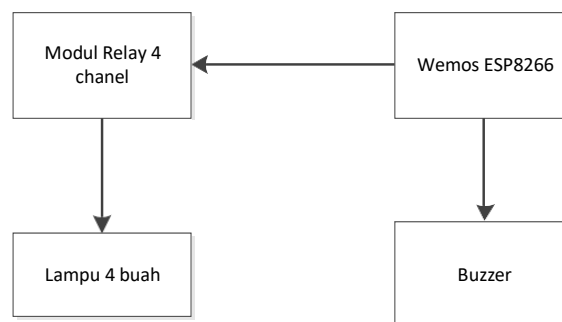 Modul Relay 4
chanel
Wemos ESP8266
Lampu 4 buah
Buzzer